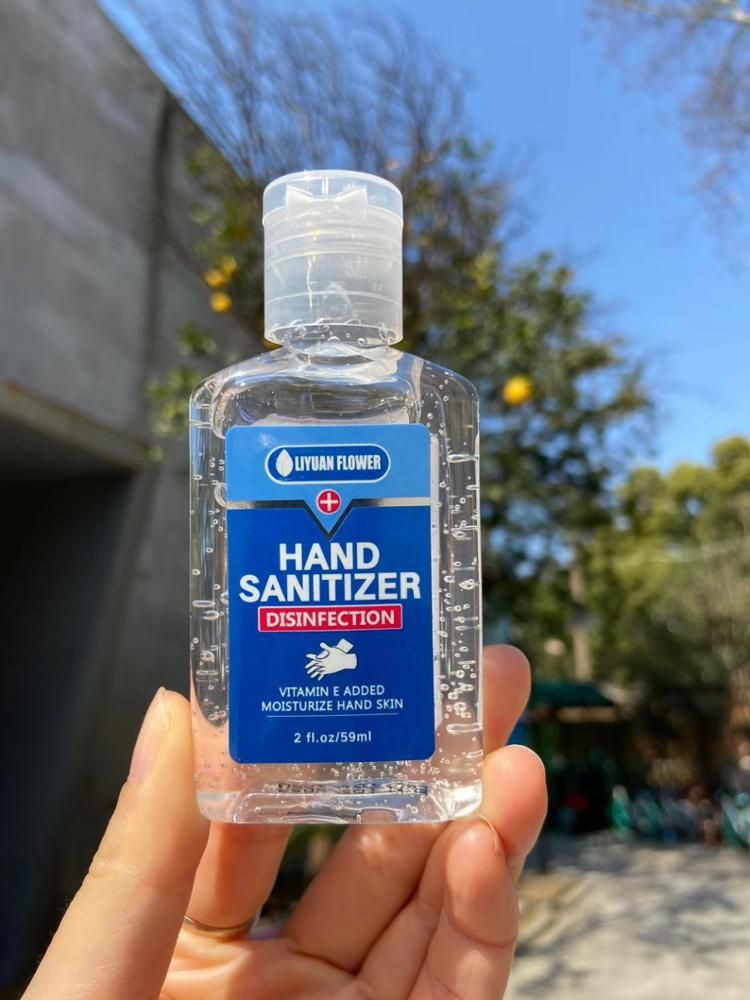 LIYUAN FLOWER
HAND
SANITIZER
DISINFECTION
VITAMIN E ADDED
MOISTURIZE HAND SKIN
2 fl.oz/59ml